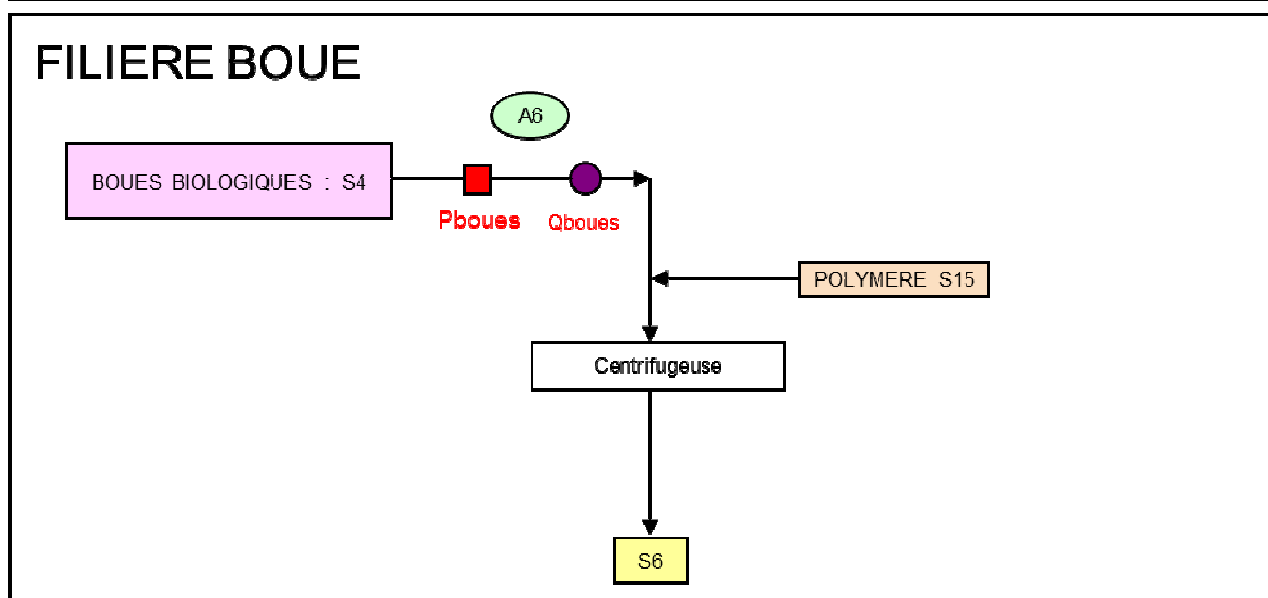 FILIERE BOUE
A6
BOUES BIOLOGIQUES : S4
Pboues
Qboues
POLYMERE S15
Centrifugeuse
S6